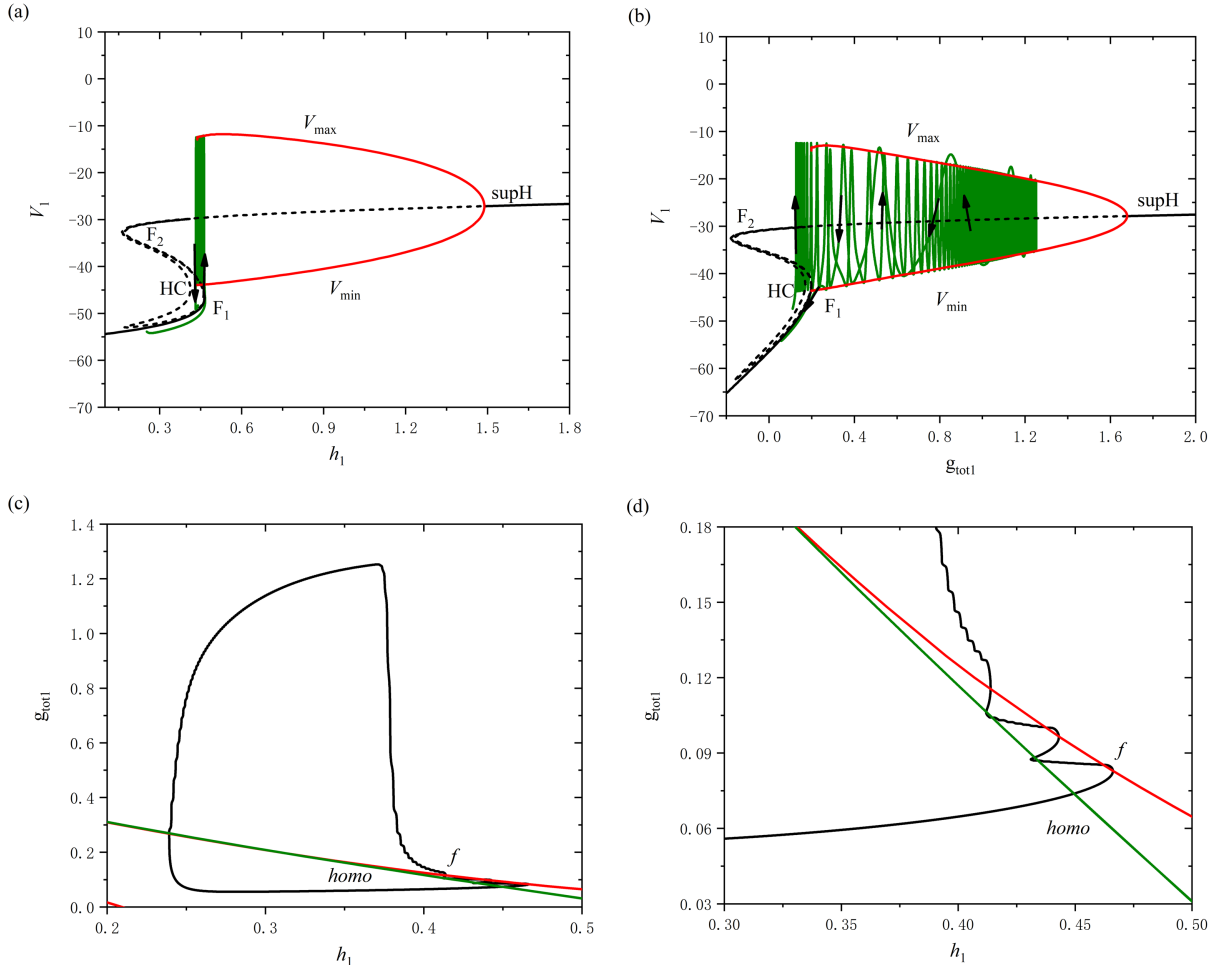 (a)
10
0
-10
-20
-30
-40
-50
-60
-70
V1
Vmax
supH
F2
HC
F1
Vmin
0.3 0.6 0.9 1.2 1.5 1.8
h1
(b)
10
0
-10
-20
-30
-40
-50
-60
-70
V1
Vmax
supH
F2
HC
F1
Vmin
0.0 0.4 0.8 1.2 1.6 2.0
gtot1
(c)
1.4
1.2
1.0
0.8
0.6
0.4
0.2
0.0
gtot1
f
homo
0.2 0.3 0.4 0.5
h1
(d)
0.18
0.15
0.12
0.09
0.06
0.03
gtot1
f
homo
0.30 0.35 0.40 0.45 0.50
h1